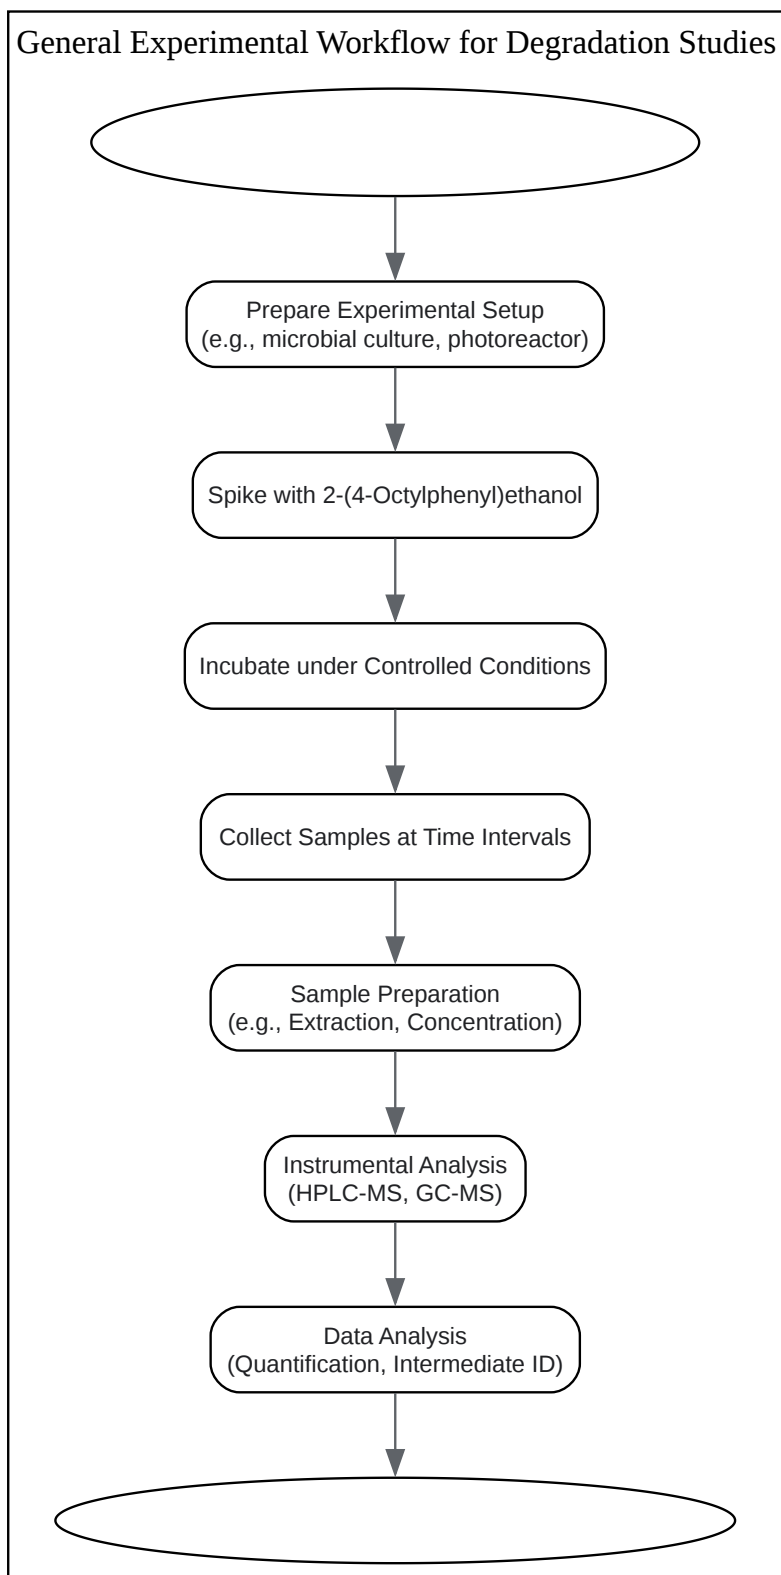 General Experimental Workflow for Degradation Studies
Prepare Experimental Setup
(e.g., microbial culture, photoreactor)
Spike with 2-(4-Octylphenyl)ethanol
Incubate under Controlled Conditions
Collect Samples at Time Intervals
Sample Preparation
(e.g., Extraction, Concentration)
Instrumental Analysis
(HPLC-MS, GC-MS)
Data Analysis
(Quantification, Intermediate ID)